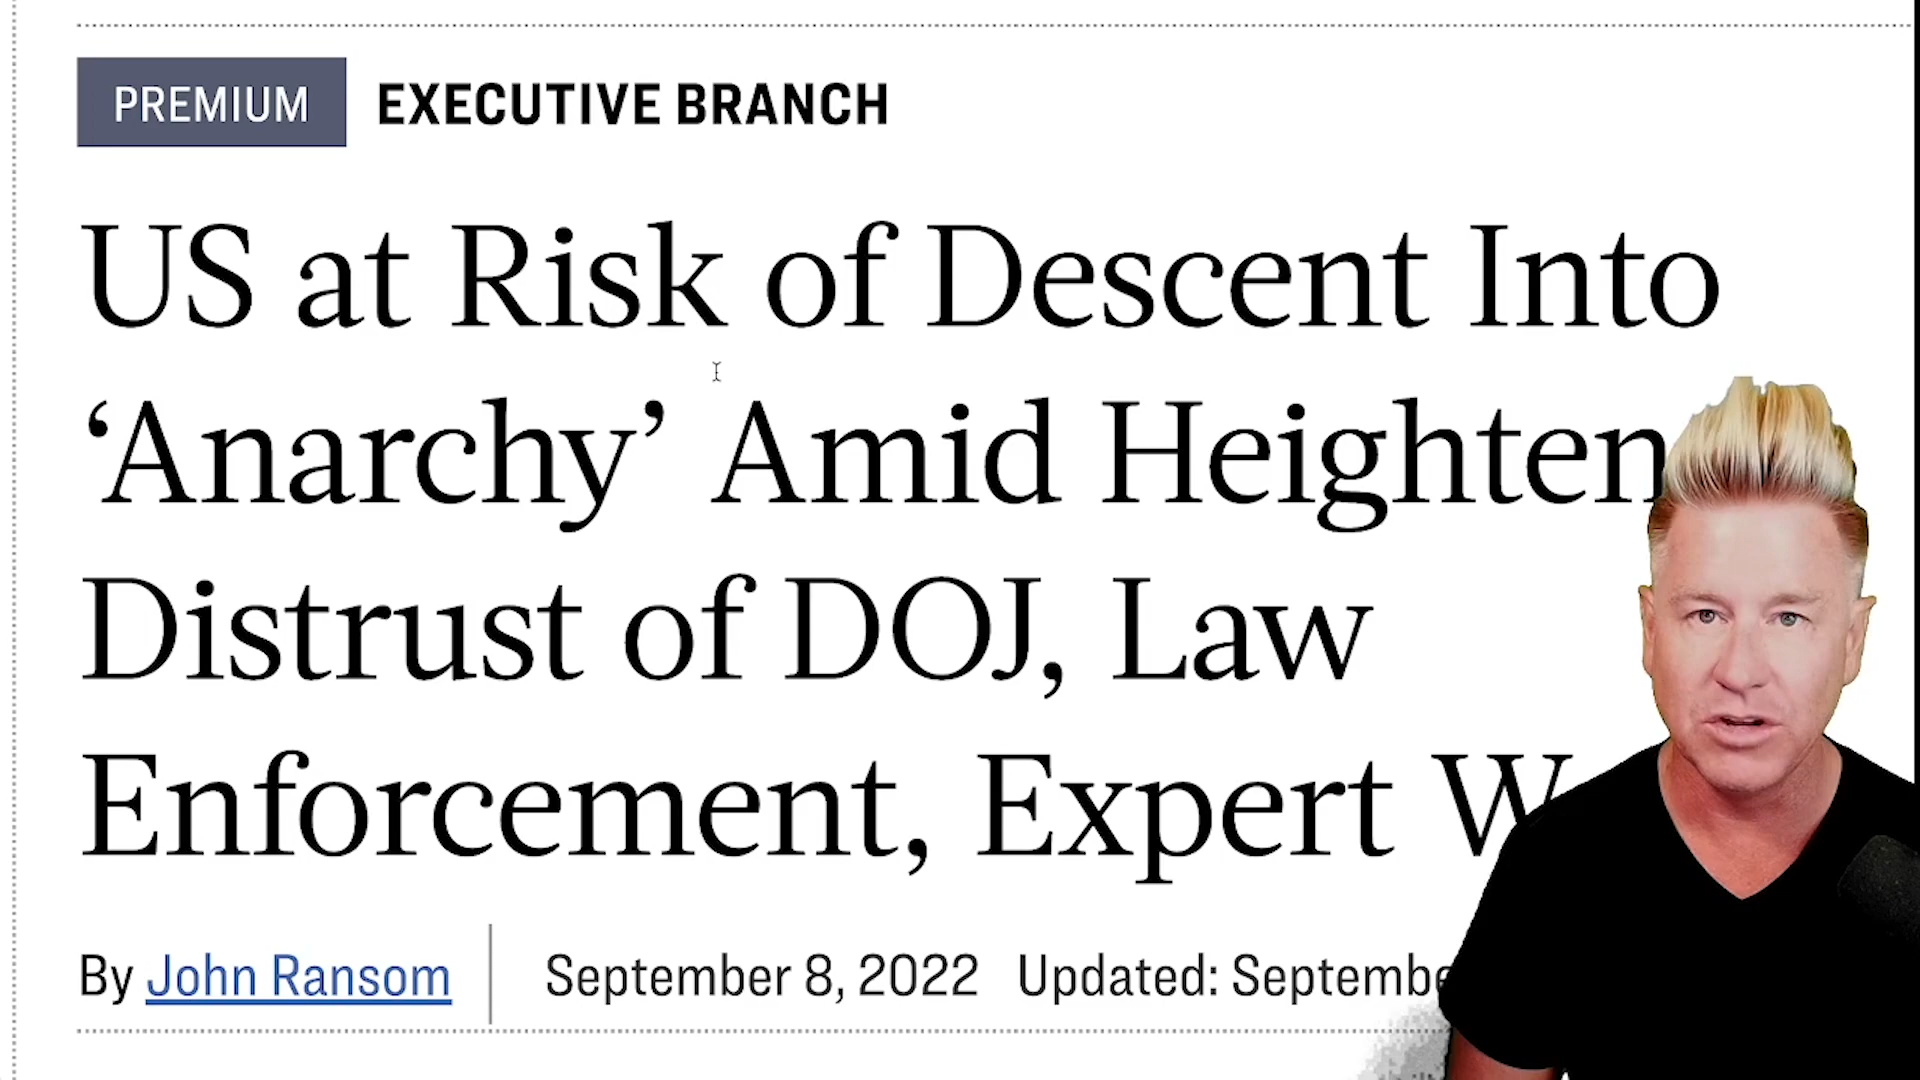 PREMIUM EXECUTIVE BRANCH
US at Risk of Descent Into
‘Anarchy’ Amid Heighten
Distrust of DOJ, Law
Enforcement, Expert W
By John Ransom September 8, 2022 Updated: Septembe